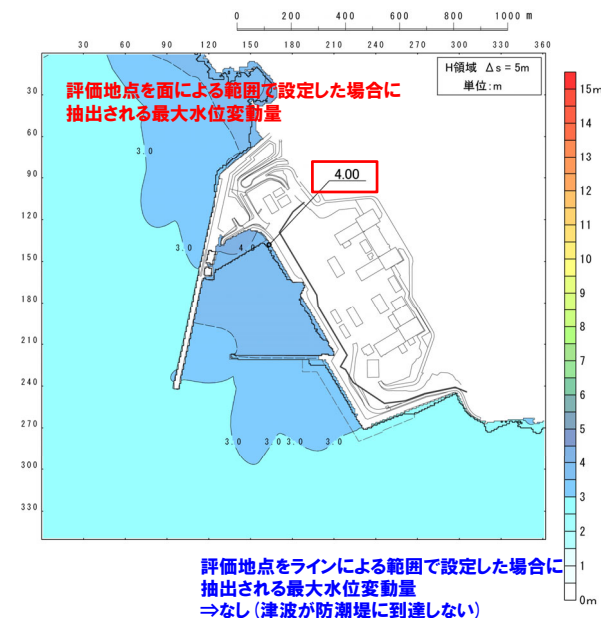 0 200 400 600 800 1000 m
30 60 90 120 150 180 210 240 270 300 330 360
H領域 Δs = 5m
単位:m
評価地点を面による範囲で設定した場合に
抽出される最大水位変動量
30
60
90
120
150
180
210
240
270
300
330
3.0
4.00
3.0
4.0
3.0
3.0 3.0 3.0
15m
14
13
12
11
10
9
8
7
6
5
4
3
2
1
0m
評価地点をラインによる範囲で設定した場合に
抽出される最大水位変動量
⇒なし(津波が防潮堤に到達しない)